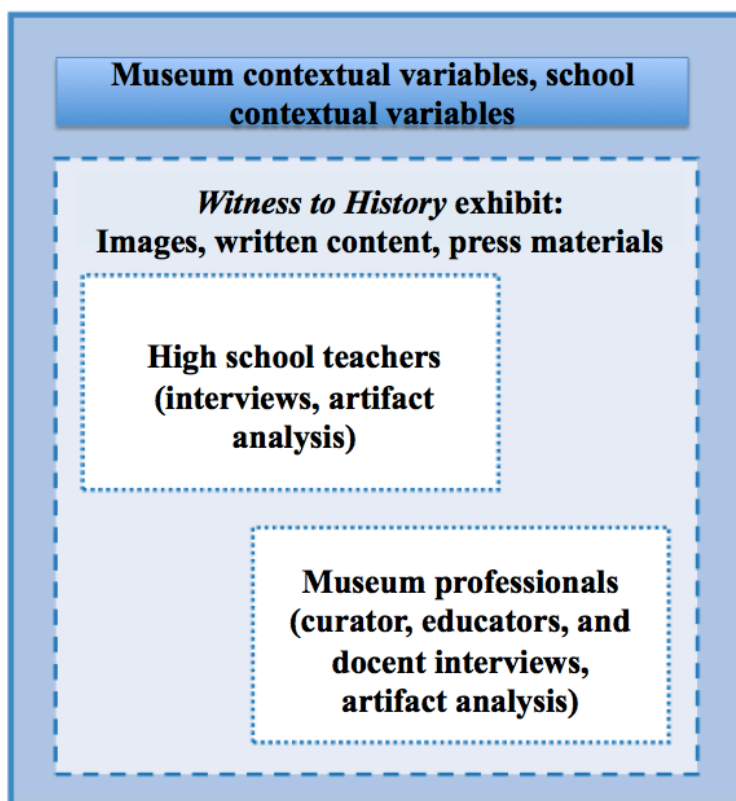 Museum contextual variables, school
contextual variables
Witness to History exhibit:
Images, written content, press materials
High school teachers
(interviews, artifact
analysis)
Museum professionals
(curator, educators, and
docent interviews,
artifact analysis)